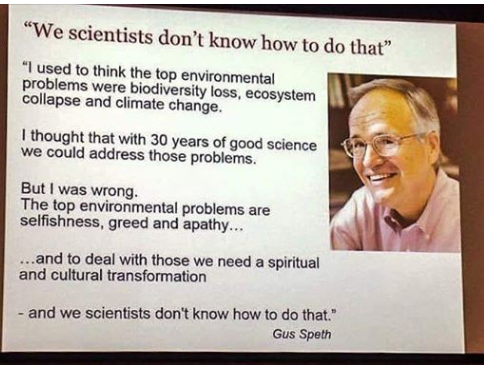 “We scientists don’t know how to do that”
“I used to think the top environmental
problems were biodiversity loss, ecosystem
collapse and climate change.
I thought that with 30 years of good science
we could address those problems.
But I was wrong.
The top environmental problems are
selfishness, greed and apathy…
…and to deal with those we need a spiritual
and cultural transformation
- and we scientists don't know how to do that.”
Gus Speth